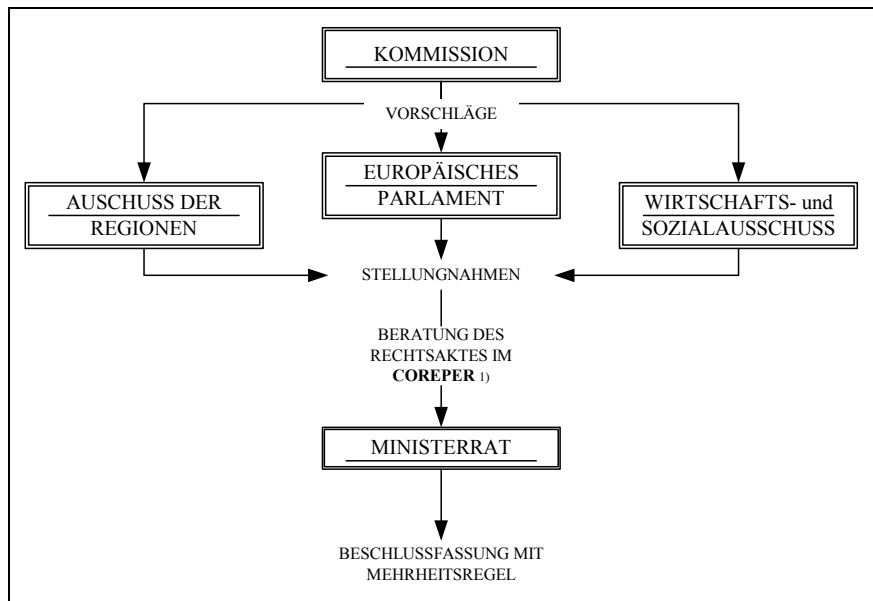 KOMMISSION
VORSCHLÄGE
AUSCHUSS DER
REGIONEN
EUROPÄISCHES
PARLAMENT
WIRTSCHAFTS- und
SOZIALAUSSCHUSS
STELLUNGNAHMEN
BERATUNG DES
RECHTSAKTES IM
COREPER 1)
MINISTERRAT
BESCHLUSSFASSUNG MIT
MEHRHEITSREGEL